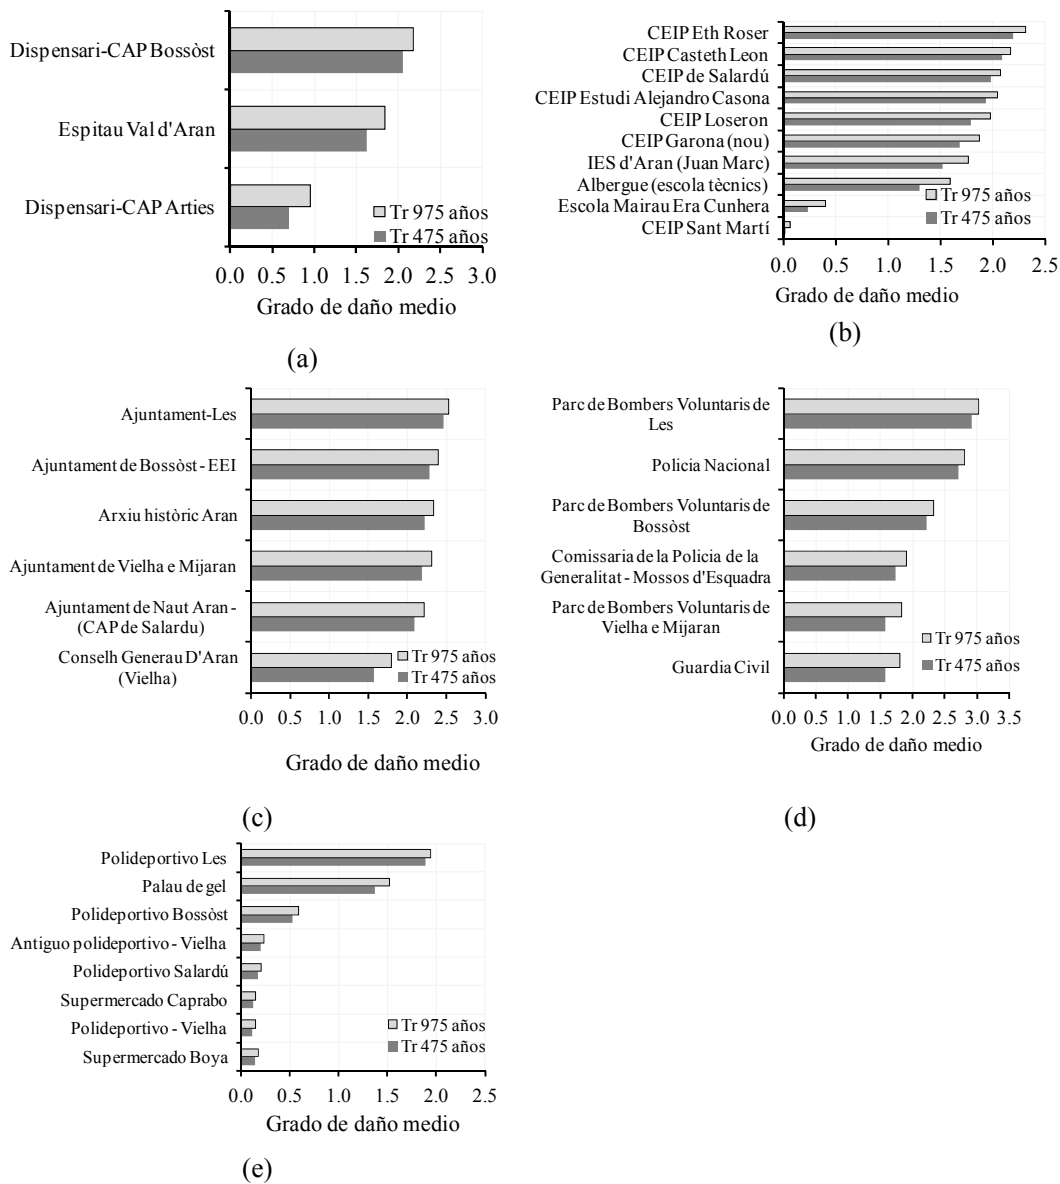 Dispensari-CAP Bossòst
Espitau Val d'Aran
Dispensari-CAP Arties
Tr 975 años
Tr 475 años
0.0 0.5 1.0 1.5 2.0 2.5 3.0
Grado de daño medio
(a)
CEIP Eth Roser
CEIP Casteth Leon
CEIP de Salardú
CEIP Estudi Alejandro Casona
CEIP Loseron
CEIP Garona (nou)
IES d'Aran (Juan Marc)
Albergue (escola tècnics)
Escola Mairau Era Cunhera
CEIP Sant Martí
Tr 975 años
Tr 475 años
0.0 0.5 1.0 1.5 2.0 2.5
Grado de daño medio
(b)
Ajuntament-Les
Ajuntament de Bossòst - EEI
Arxiu històric Aran
Ajuntament de Vielha e Mijaran
Ajuntament de Naut Aran -
(CAP de Salardu)
Conselh Generau D'Aran
(Vielha)
Tr 975 años
Tr 475 años
0.0 0.5 1.0 1.5 2.0 2.5 3.0
Grado de daño medio
(c)
Parc de Bombers Voluntaris de
Les
Policia Nacional
Parc de Bombers Voluntaris de
Bossòst
Comissaria de la Policia de la
Generalitat - Mossos d'Esquadra
Parc de Bombers Voluntaris de
Vielha e Mijaran
Guardia Civil
Tr 975 años
Tr 475 años
0.0 0.5 1.0 1.5 2.0 2.5 3.0 3.5
Grado de daño medio
(d)
Polideportivo Les
Palau de gel
Polideportivo Bossòst
Antiguo polideportivo - Vielha
Polideportivo Salardú
Supermercado Caprabo
Polideportivo - Vielha
Supermercado Boya
Tr 975 años
Tr 475 años
0.0 0.5 1.0 1.5 2.0 2.5
Grado de daño medio
(e)